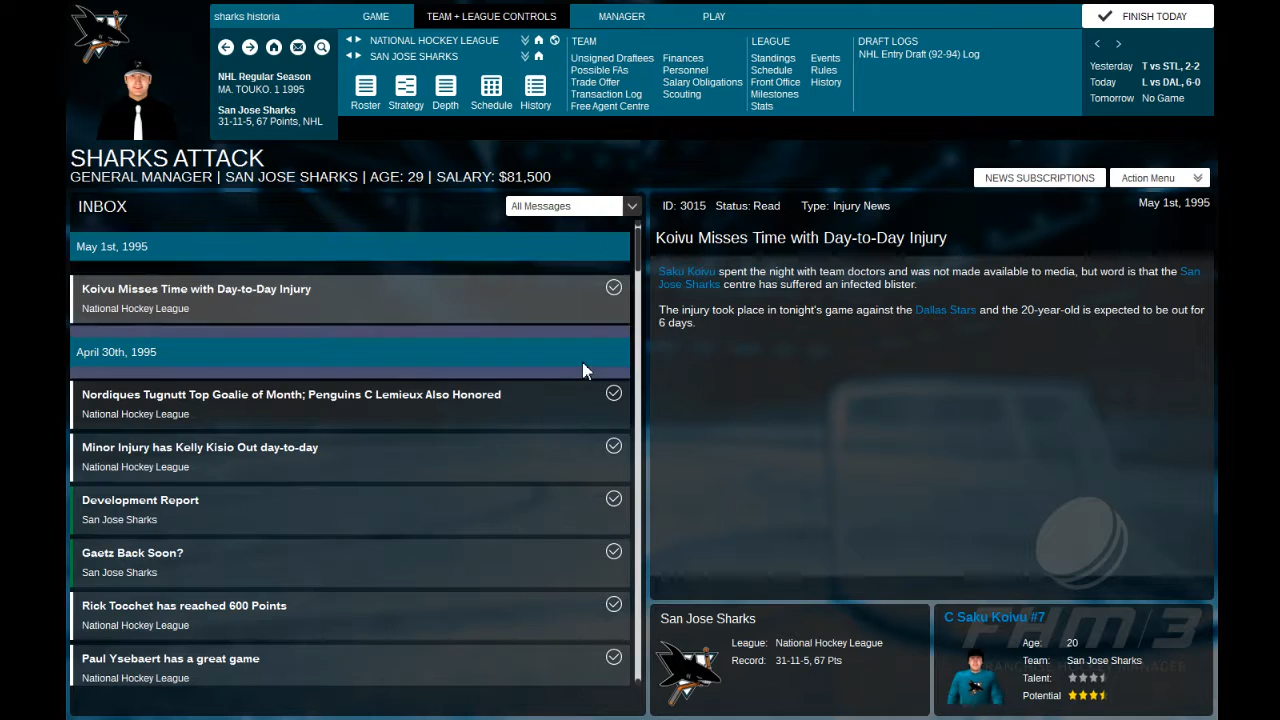 sharks historia
GAME
TEAM + LEAGUE CONTROLS
MANAGER
PLAY
FINISH TODAY
NHL Regular Season
MA. TOUKO. 1 1995
San Jose Sharks
31-11-5, 67 Points, NHL
NATIONAL HOCKEY LEAGUE
SAN JOSE SHARKS
Roster
Strategy
Depth
Schedule
History
TEAM
Unsigned Draftees
Finances
Possible FAs
Personnel
Trade Offer
Salary Obligations
Transaction Log
Scouting
Free Agent Centre
LEAGUE
Standings
Events
Schedule
Rules
Front Office
History
Milestones
Stats
DRAFT LOGS
NHL Entry Draft (92-94) Log
Yesterday T vs STL, 2-2
Today L vs DAL, 6-0
Tomorrow No Game
SHARKS ATTACK
GENERAL MANAGER | SAN JOSE SHARKS | AGE: 29 | SALARY: $81,500
NEWS SUBSCRIPTIONS
Action Menu
INBOX
All Messages
May 1st, 1995
Koivu Misses Time with Day-to-Day Injury
National Hockey League
April 30th, 1995
Nordiques Tugnutt Top Goalie of Month; Penguins C Lemieux Also Honored
National Hockey League
Minor Injury has Kelly Kisio Out day-to-day
National Hockey League
Development Report
San Jose Sharks
Gaetz Back Soon?
San Jose Sharks
Rick Tocchet has reached 600 Points
National Hockey League
Paul Ysebaert has a great game
National Hockey League
ID: 3015 Status: Read Type: Injury News
May 1st, 1995
Koivu Misses Time with Day-to-Day Injury
Saku Koivu spent the night with team doctors and was not made available to media, but word is that the San
Jose Sharks centre has suffered an infected blister.
The injury took place in tonight's game against the Dallas Stars and the 20-year-old is expected to be out for
6 days.
San Jose Sharks
League: National Hockey League
Record: 31-11-5, 67 Pts
C Saku Koivu #7
Age: 20
Team: San Jose Sharks
Talent:
Potential
FHM/3
FRANCHISE HOCKEY MANAGER